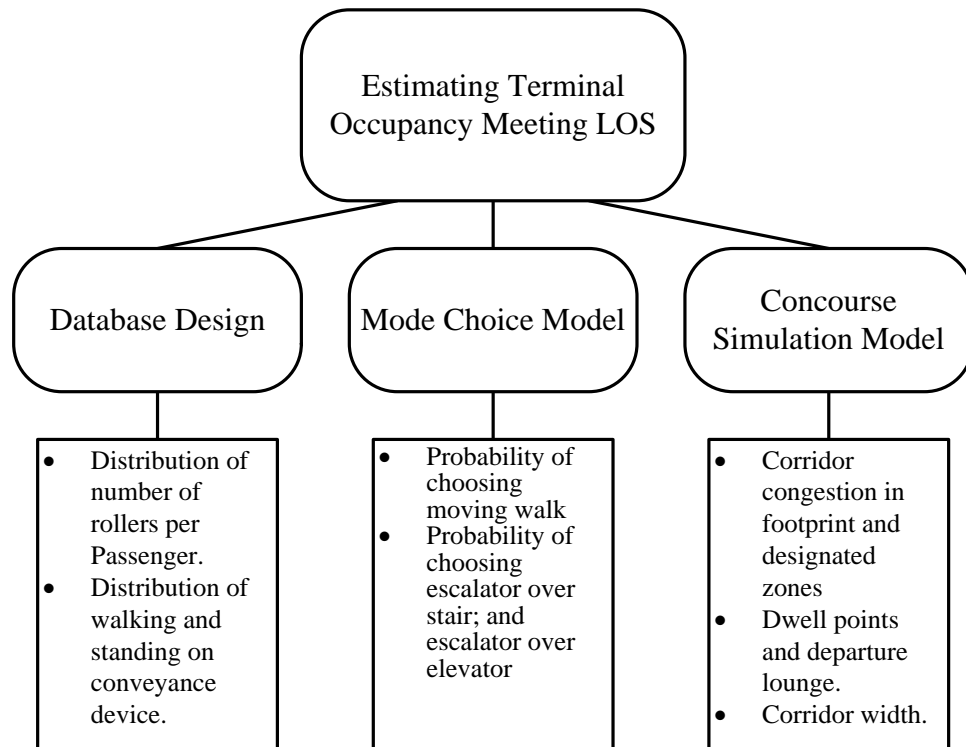 Estimating Terminal
Occupancy Meeting LOS
Database Design
Mode Choice Model
Concourse
Simulation Model
• Distribution of
number of
rollers per
Passenger.
• Distribution of
walking and
standing on
conveyance
device.
• Probability of
choosing
moving walk
• Probability of
choosing
escalator over
stair; and
escalator over
elevator
• Corridor
congestion in
footprint and
designated
zones
• Dwell points
and departure
lounge.
• Corridor width.